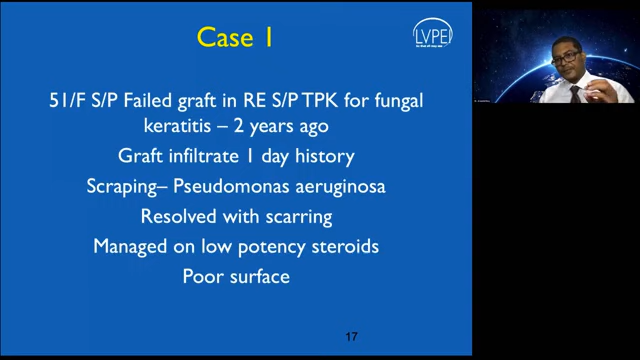 Case 1
LVPEI
51/F S/P Failed graft in RE S/P TPK for fungal
keratitis – 2 years ago
Graft infiltrate 1 day history
Scraping– Pseudomonas aeruginosa
Resolved with scarring
Managed on low potency steroids
Poor surface
17